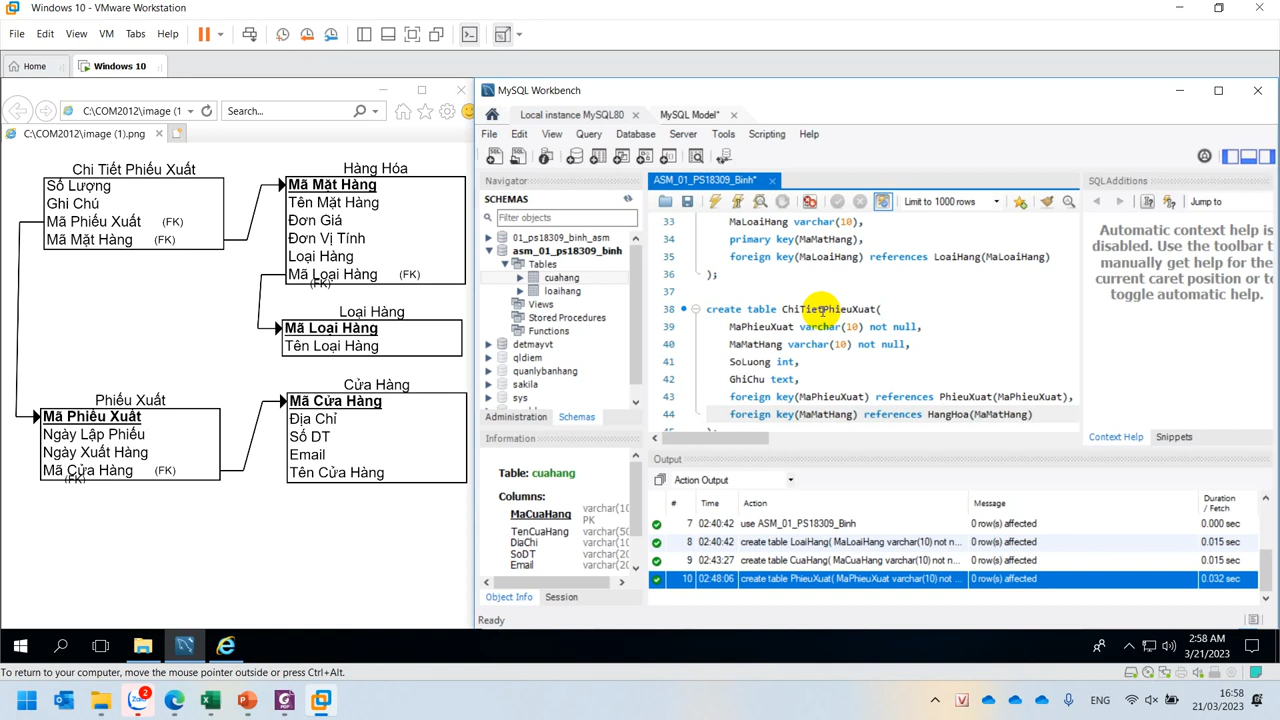 Windows 10 - VMware Workstation
File Edit View VM Tabs Help
Home Windows 10
C:\COM2012\image (1 Search...
C:\COM2012\image (1).png
Chi Tiết Phiếu Xuất
Số Lượng
Ghi Chú
Mã Phiếu Xuất (FK)
Mã Mặt Hàng (FK)
Hàng Hóa
Mã Mặt Hàng
Tên Mặt Hàng
Đơn Giá
Đơn Vị Tính
Loại Hàng
Mã Loại Hàng (FK)
(FK)
Loại Hàng
Mã Loại Hàng
Tên Loại Hàng
Phiếu Xuất
Mã Phiếu Xuất
Ngày Lập Phiếu
Ngày Xuất Hàng
Mã Cửa Hàng (FK)
(FK)
Cửa Hàng
Mã Cửa Hàng
Địa Chỉ
Số DT
Email
Tên Cửa Hàng
MySQL Workbench
Local instance MySQL80 MySQL Model*
File Edit View Query Database Server Tools Scripting Help
Navigator
SCHEMAS
Filter objects
01_ps18309_binh_asm
asm_01_ps18309_binh
Tables
cuahang
loaihang
Views
Stored Procedures
Functions
detmayvt
qldiem
quanlybanhang
sakila
sys
Administration Schemas
Information
Table: cuahang
Columns:
MaCuaHang varchar(10
PK
TenCuaHang varchar(50
DiaChi
SoDT varchar(20
Email varchar(20
Object Info Session
Ready
ASM_01_PS18309_Binh*
Limit to 1000 rows
33 MaLoaiHang varchar(10),
34 primary key(MaMatHang),
35 foreign key(MaLoaiHang) references LoaiHang(MaLoaiHang)
36 );
37
38 create table ChiTietPhieuXuat(
39 MaPhieuXuat varchar(10) not null,
40 MaMatHang varchar(10) not null,
41 SoLuong int,
42 GhiChu text,
43 foreign key(MaPhieuXuat) references PhieuXuat(MaPhieuXuat),
44 foreign key(MaMatHang) references HangHoa(MaMatHang)
SQLAdditions
Jump to
Automatic context help is
disabled. Use the toolbar t
manually get help for the
current caret position or to
toggle automatic help.
Context Help Snippets
Output
Action Output
# Time Action Message Duration / Fetch
7 02:40:42 use ASM_01_PS18309_Binh 0 row(s) affected 0.000 sec
8 02:40:42 create table LoaiHang( MaLoaiHang varchar(10) not n... 0 row(s) affected 0.015 sec
9 02:43:27 create table CuaHang( MaCuaHang varchar(10) not n... 0 row(s) affected 0.015 sec
10 02:48:06 create table PhieuXuat( MaPhieuXuat varchar(10) not ... 0 row(s) affected 0.032 sec
2:58 AM
3/21/2023
To return to your computer, move the mouse pointer outside or press Ctrl+Alt.
2
ENG
16:58
21/03/2023